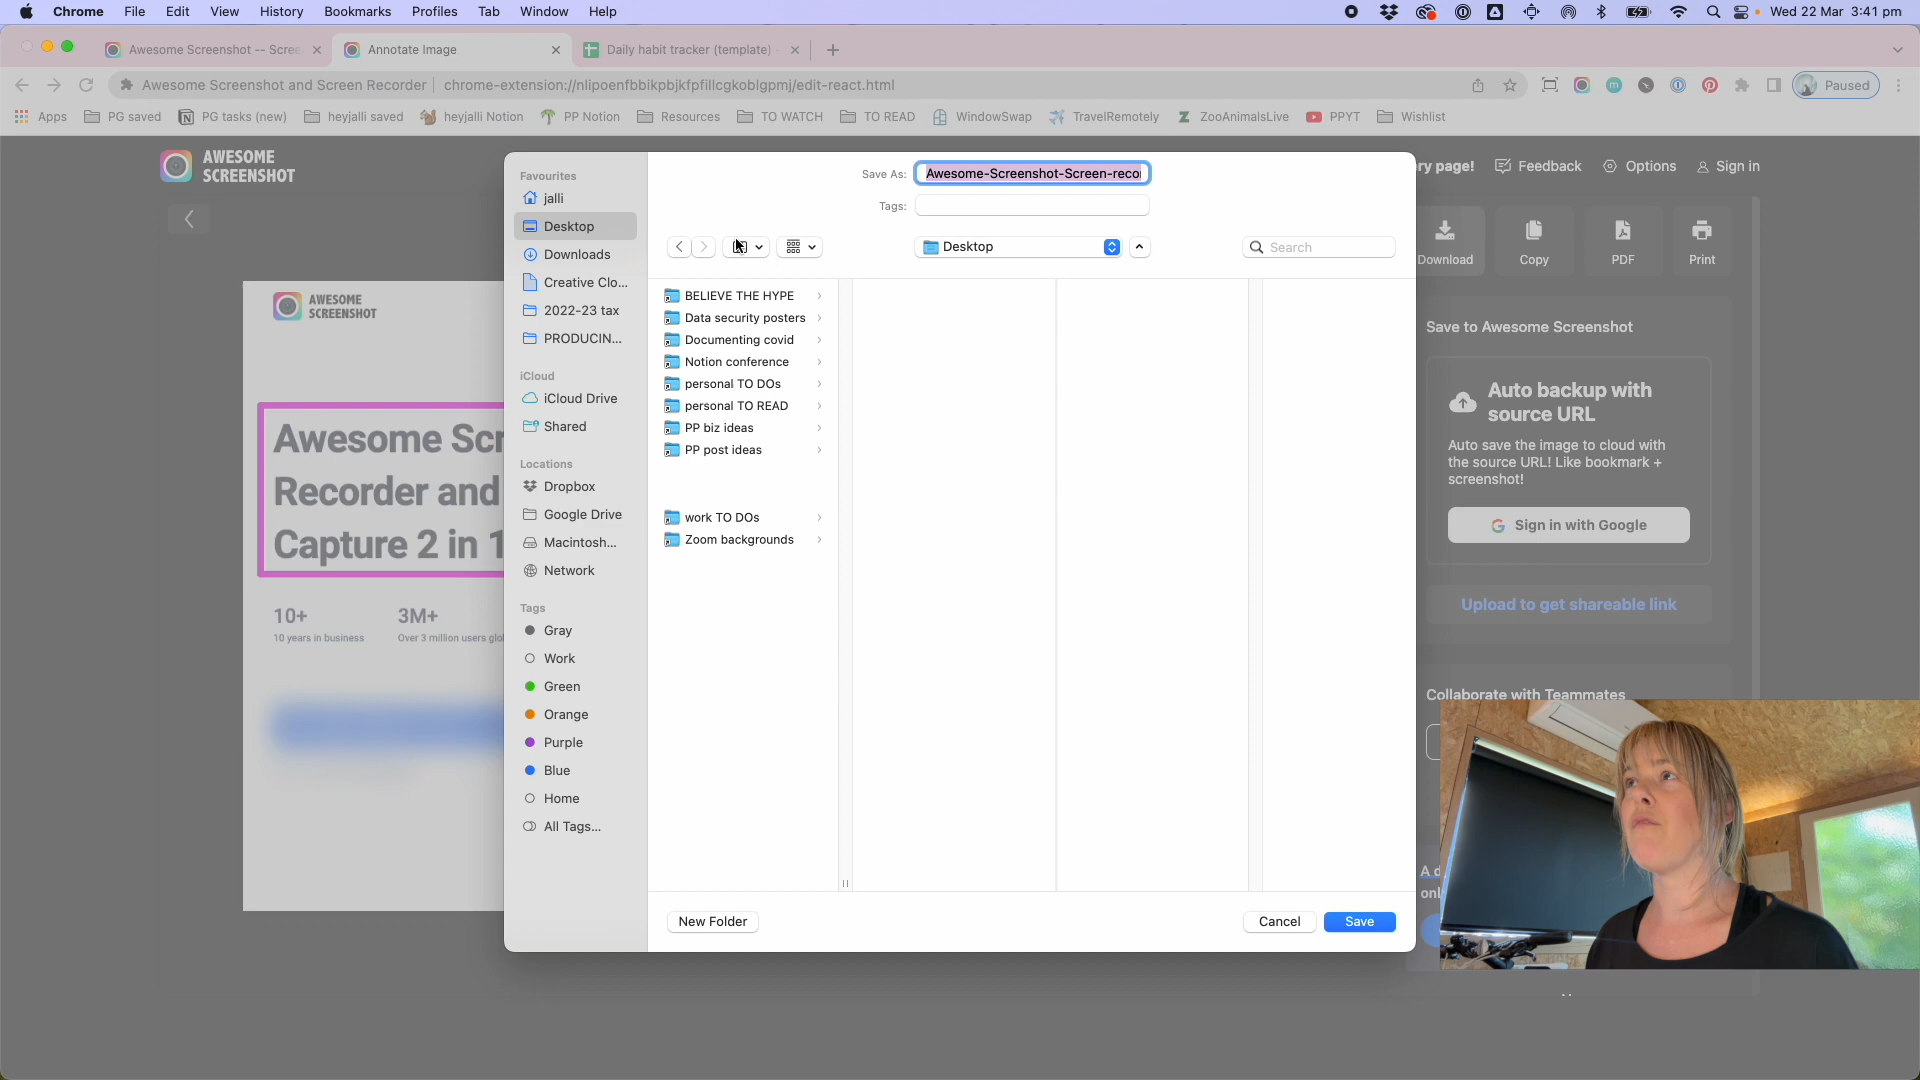 Chrome File Edit View History Bookmarks Profiles Tab Window Help Wed 22 Mar 3:41 pm
Awesome Screenshot -- Scree Annotate Image Daily habit tracker (template)
Awesome Screenshot and Screen Recorder chrome-extension://nlipoenfbbikpbjkfpfillcgkoblgpmj/edit-react.html Paused
Apps PG saved PG tasks (new) heyjalli saved heyjalli Notion PP Notion Resources TO WATCH TO READ WindowSwap TravelRemotely ZooAnimalsLive PPYT Wishlist
AWESOME
SCREENSHOT
ry page! Feedback Options Sign in
Favourites
jalli
Desktop
Downloads
Creative Clo...
2022-23 tax
PRODUCIN...
iCloud
iCloud Drive
Shared
Locations
Dropbox
Google Drive
Macintosh...
Network
Tags
Gray
Work
Green
Orange
Purple
Blue
Home
All Tags...
Save As: Awesome-Screenshot-Screen-reco
Tags:
Desktop
Search
BELIEVE THE HYPE
Data security posters
Documenting covid
Notion conference
personal TO DOs
personal TO READ
PP biz ideas
PP post ideas
work TO DOs
Zoom backgrounds
New Folder Cancel Save
AWESOME
SCREENSHOT
Awesome Scr
Recorder and
Capture 2 in 1
10+ 3M+
10 years in business Over 3 million users glo
Download Copy PDF Print
Save to Awesome Screenshot
Auto backup with
source URL
Auto save the image to cloud with
the source URL! Like bookmark +
screenshot!
Sign in with Google
Upload to get shareable link
Collaborate with Teammates